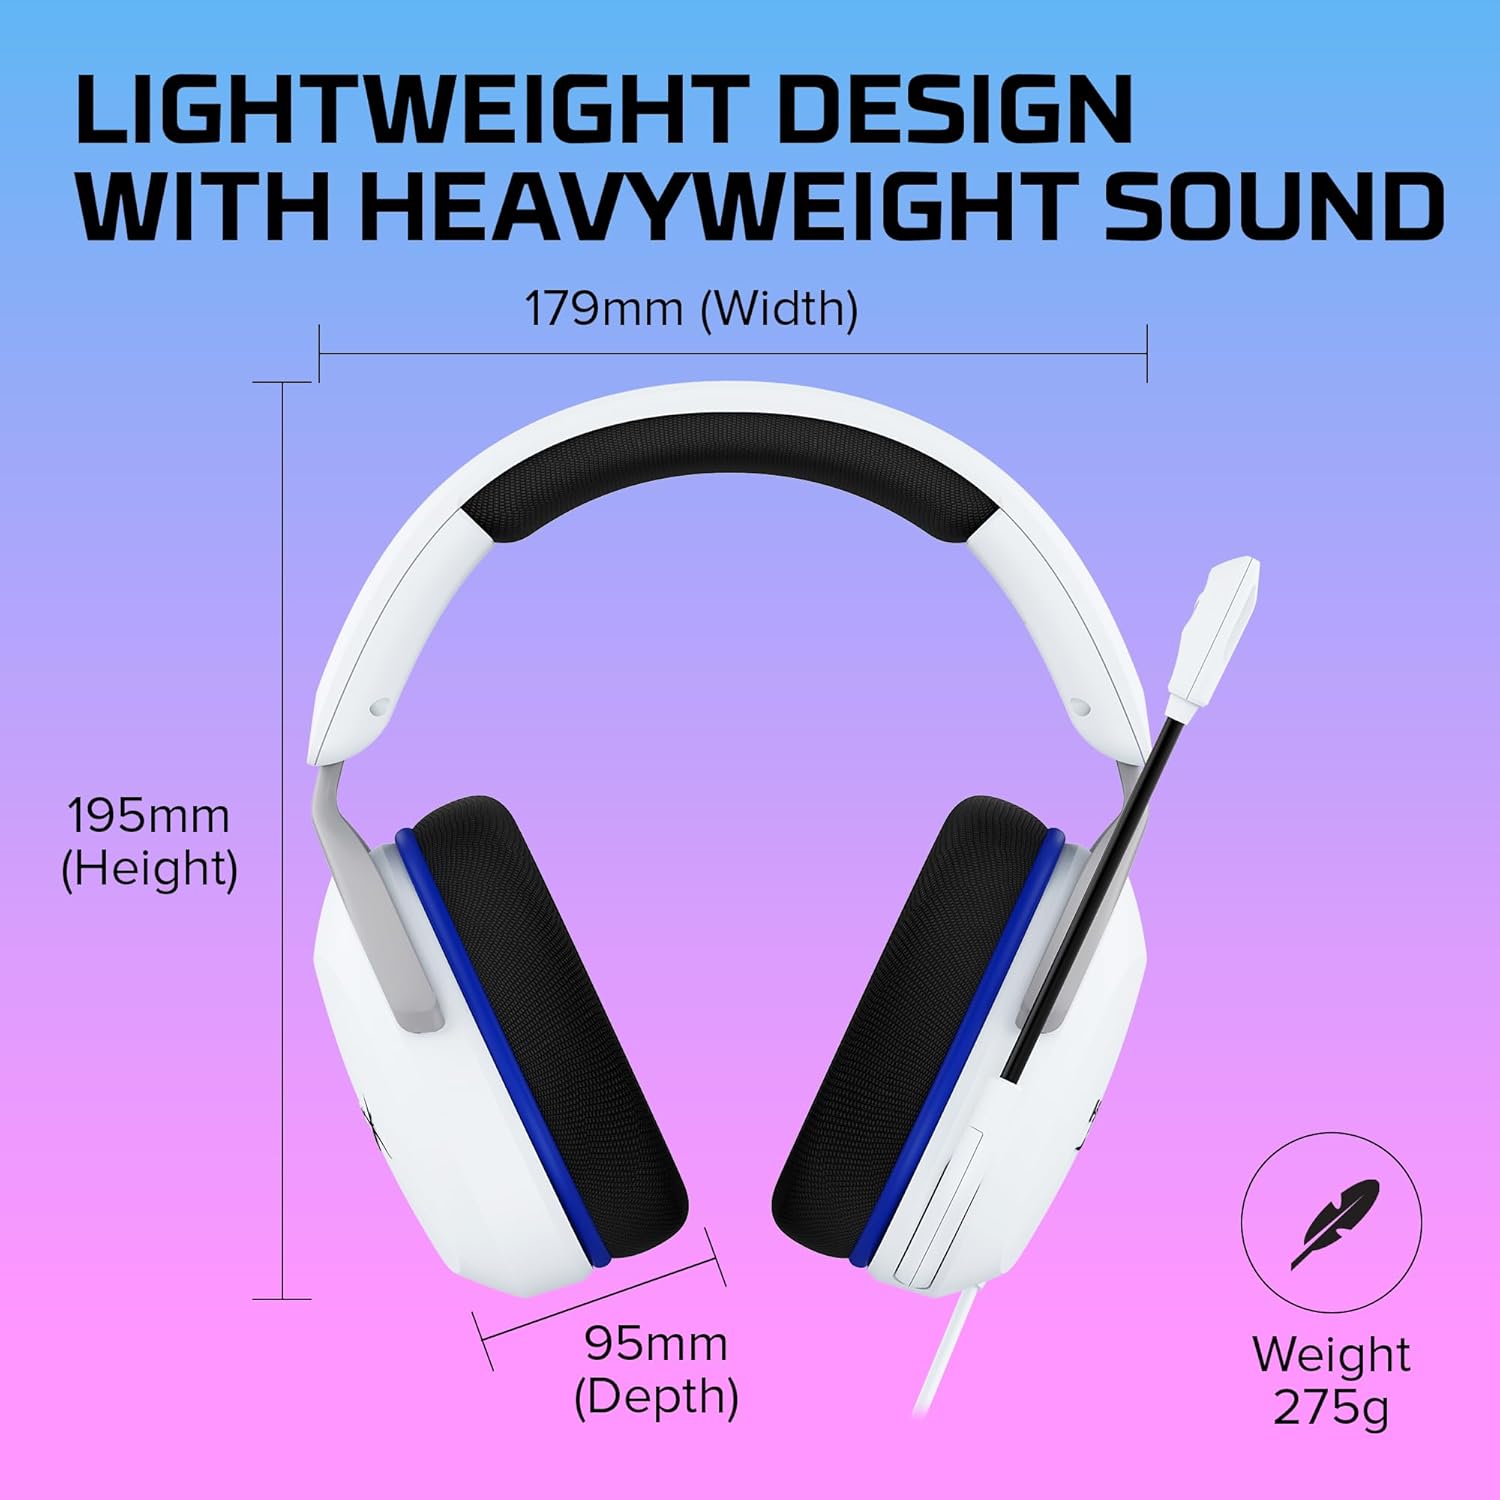 LIGHTWEIGHT DESIGN
WITH HEAVYWEIGHT SOUND
179mm (Width)
195mm
(Height)
95mm
(Depth)
Weight
275g